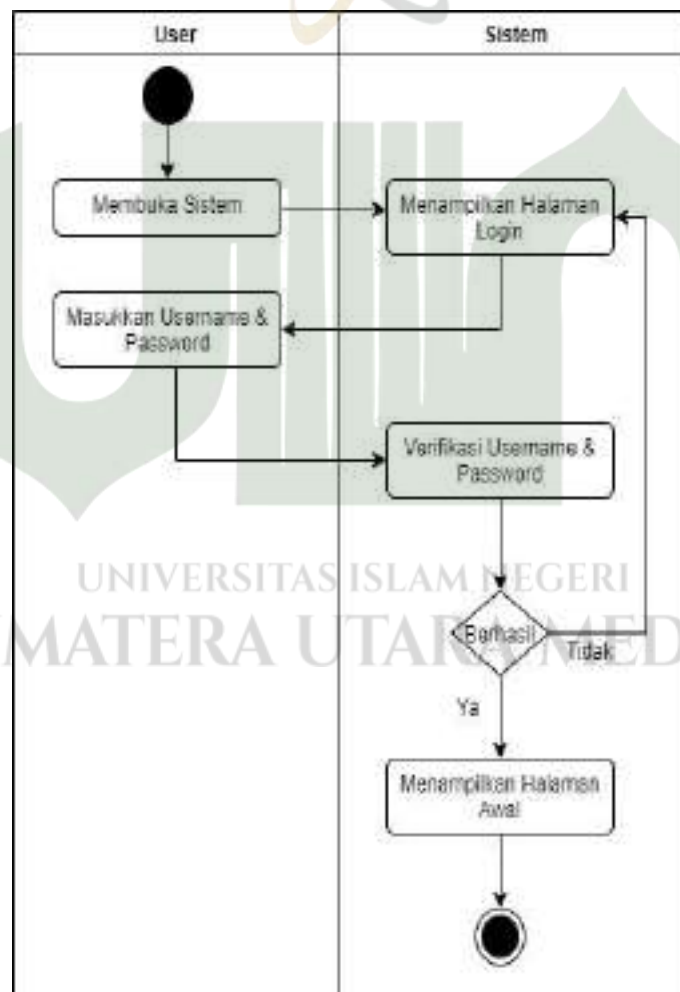 User
Sistem
Membuka Sistem
Menampilkan Halaman
Login
Masukkan Username &
Password
Verifikasi Username &
Password
UNIVERSITAS ISLAM NEGERI
Berhasil
Tidak
MATERA UTARA MED
Ya
Menampilkan Halaman
Awal